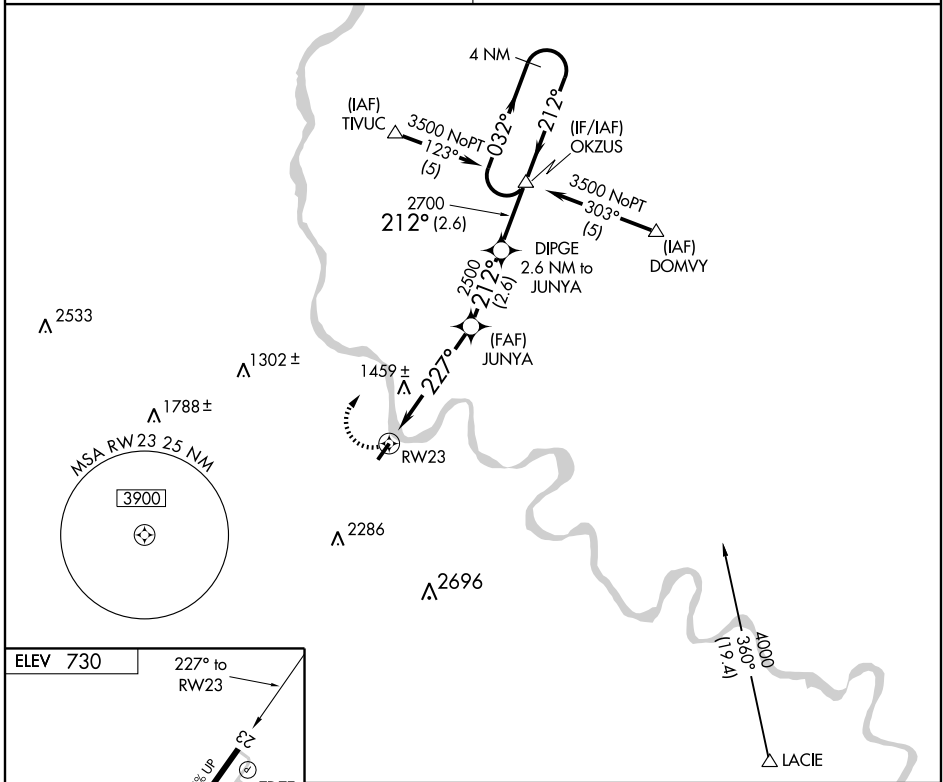 4 NM
(IAF)
TIVUC
3500 NoPT
123°
(5)
032°
212°
(IF/IAF)
OKZUS
3500 NoPT
303°
(5)
(IAF)
DOMVY
2700
212° (2.6)
DIPGE
2.6 NM to
JUNYA
2500
212°
(2.6)
(FAF)
JUNYA
2533
1302 ±
1459 ±
227°
1788 ±
RW23
MSA RW 23 25 NM
3900
2286
2696
4000
360°
(19.4)
LACIE
ELEV 730
227° to
RW23
23
% UP
P